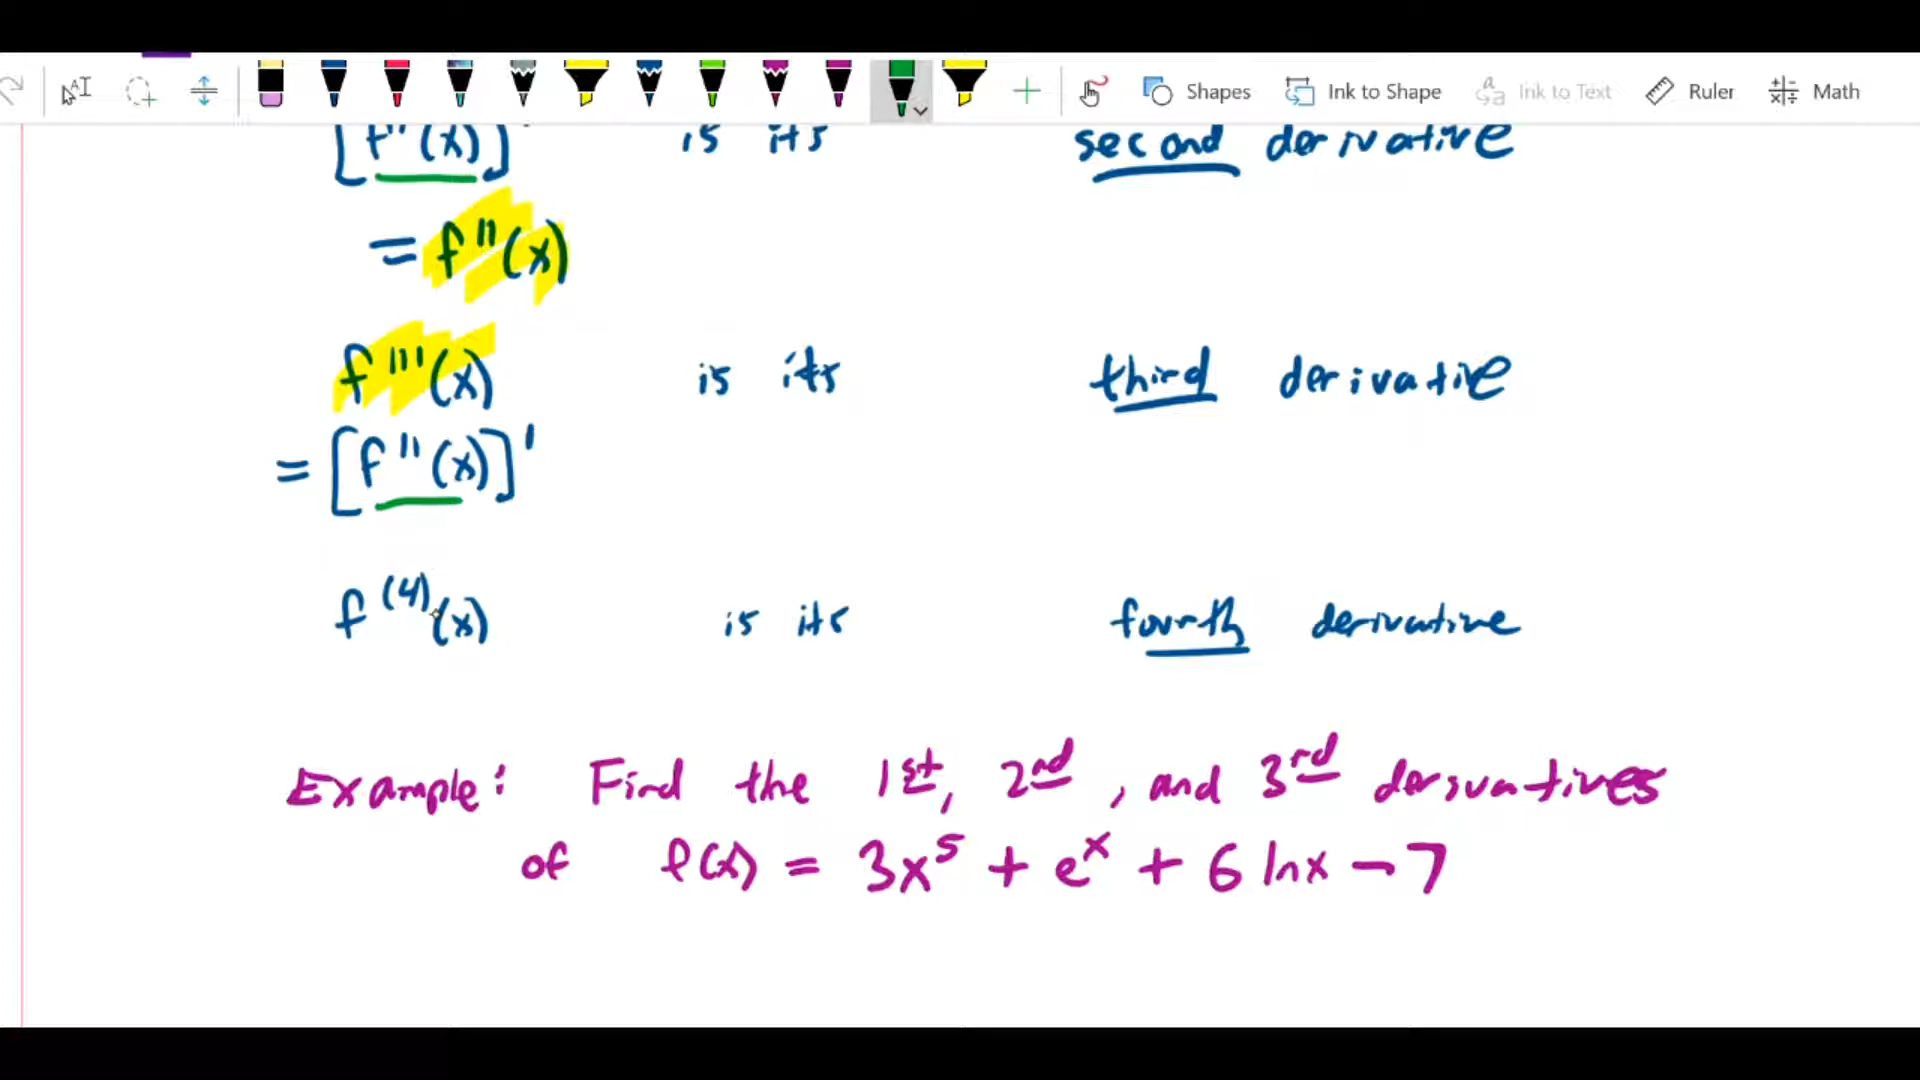 Shapes Ink to Shape Ink to Text Ruler Math
[f''(x)]' is its second derivative
= f''(x)
f'''(x) is its third derivative
= [f''(x)]'
f^(4)(x) is its fourth derivative
Example: Find the 1st, 2nd, and 3rd derivatives
of f(x) = 3x^5 + e^x + 6 ln x - 7